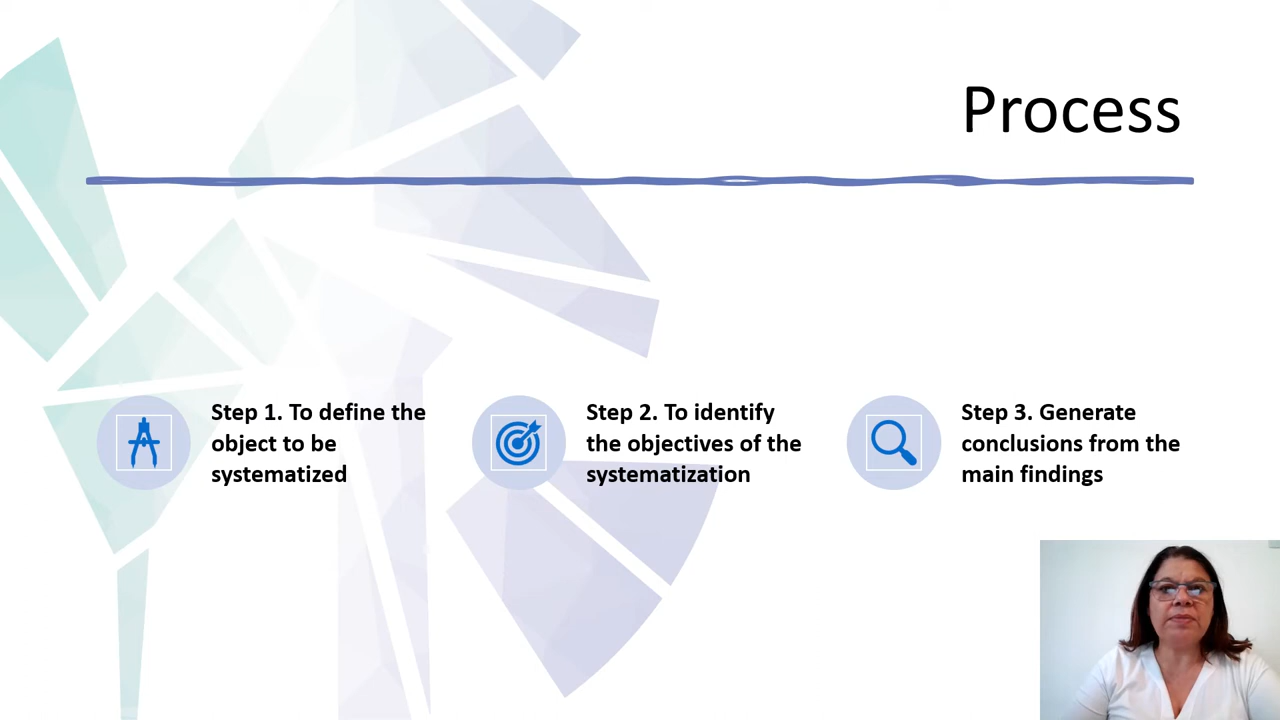 Process
Step 1. To define the
object to be
systematized
Step 2. To identify
the objectives of the
systematization
Step 3. Generate
conclusions from the
main findings